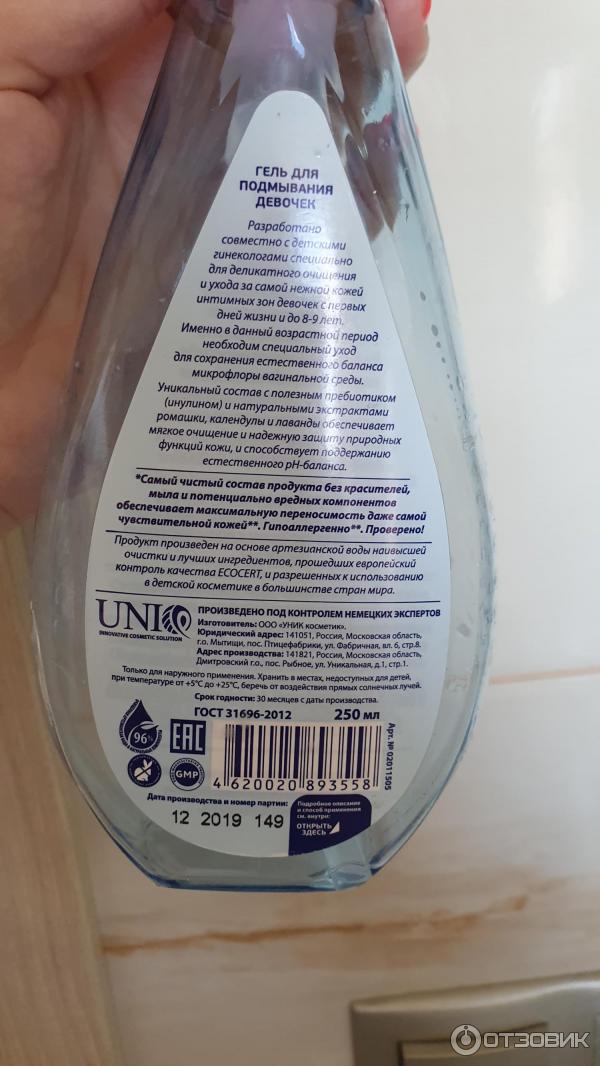 ГЕЛЬ ДЛЯ
ПОДМЫВАНИЯ
ДЕВОЧЕК
Разработано
совместно с детскими
гинекологами специально
для деликатного очищения
и ухода за самой нежной кожей
интимных зон девочек с первых
дней жизни и до 8-9 лет.
Именно в данный возрастной период
необходим специальный уход
для сохранения естественного баланса
микрофлоры вагинальной среды.
Уникальный состав с полезным пребиотиком
(инулином) и натуральными экстрактами
ромашки, календулы и лаванды обеспечивает
мягкое очищение и надежную защиту природных
функций кожи, и способствует поддержанию
естественного pH-баланса.
*Самый чистый состав продукта без красителей,
мыла и потенциально вредных компонентов
обеспечивает максимальную переносимость даже самой
чувствительной кожей**. Гипоаллергенно**. Проверено!
Продукт произведен на основе артезианской воды наивысшей
очистки и лучших ингредиентов, прошедших европейский
контроль качества ECOCERT, и разрешенных к использованию
в детской косметике в большинстве стран мира.
UNIQ
INNOVATIVE COSMETIC SOLUTION
ПРОИЗВЕДЕНО ПОД КОНТРОЛЕМ НЕМЕЦКИХ ЭКСПЕРТОВ
Изготовитель: ООО «УНИК косметик».
Юридический адрес: 141051, Россия, Московская область,
г.о. Мытищи, пос. Птицефабрики, ул. Фабричная, вл. 6, стр.8.
Адрес производства: 141821, Россия, Московская область,
Дмитровский г.о., пос. Рыбное, ул. Уникальная, д.1, стр.1.
Только для наружного применения. Хранить в местах, недоступных для детей,
при температуре от +5°C до +25°C, беречь от воздействия прямых солнечных лучей.
Срок годности: 30 месяцев с даты производства.
ГОСТ 31696-2012 250 мл
96%
EAC
GMP
4 620020 893558
Арт. № 02011505
Дата производства и номер партии:
12 2019 149
Подробное описание
и способ применения
см. внутри:
ОТКРЫТЬ
ЗДЕСЬ
ОТЗОВИК